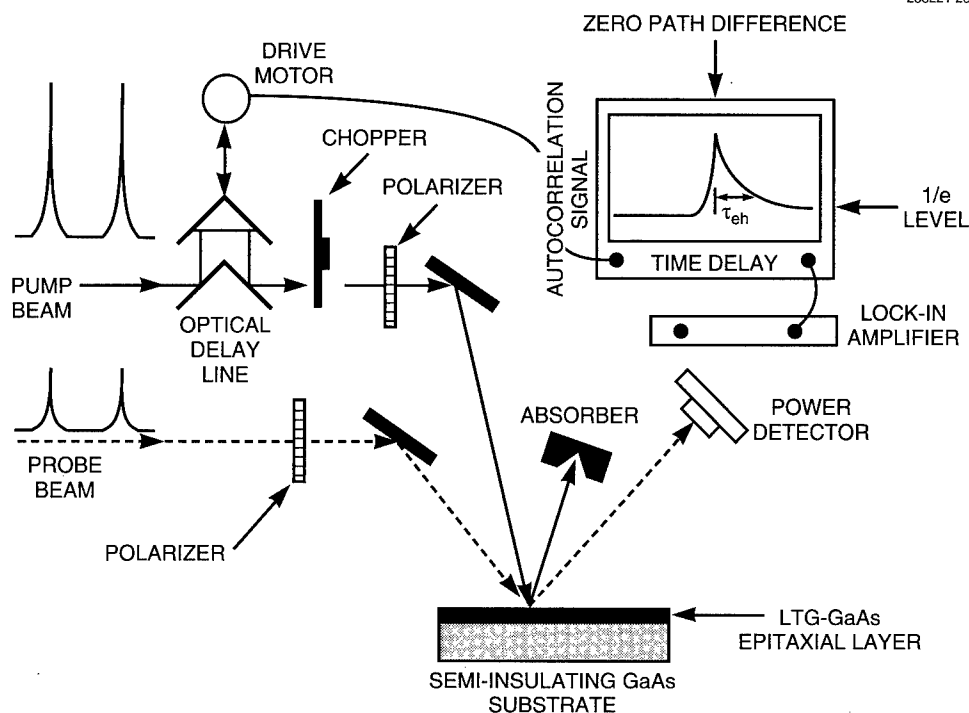 ZERO PATH DIFFERENCE
DRIVE
MOTOR
CHOPPER
POLARIZER
AUTOCORRELATION
SIGNAL
τeh
1/e
LEVEL
TIME DELAY
PUMP
BEAM
OPTICAL
DELAY
LINE
LOCK-IN
AMPLIFIER
ABSORBER
POWER
DETECTOR
PROBE
BEAM
POLARIZER
LTG-GaAs
EPITAXIAL LAYER
SEMI-INSULATING GaAs
SUBSTRATE